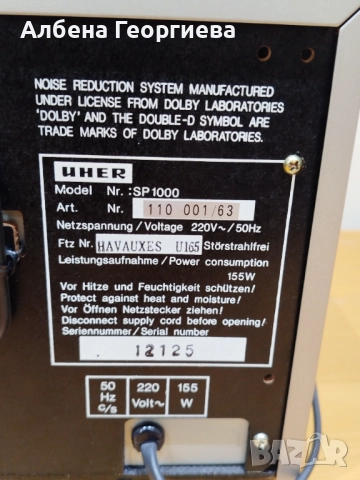 Албена Георгиева
NOISE REDUCTION SYSTEM MANUFACTURED
UNDER LICENSE FROM DOLBY LABORATORIES
'DOLBY' AND THE DOUBLE-D SYMBOL ARE
TRADE MARKS OF DOLBY LABORATORIES.
UHER
Model Nr. :SP1000
Art. Nr. 110 001/63
Netzspannung/Voltage 220V~/50Hz
Ftz Nr. HAVAUXES U165 Störstrahlfrei
Leistungsaufnahme/Power consumption
155W
Vor Hitze und Feuchtigkeit schützen!
Protect against heat and moisture!
Vor Öffnen Netzstecker ziehen!
Disconnect supply cord before opening!
Seriennummer/Serial number
12125
50 220 155
Hz Volt~ W
c/s
BAZAR